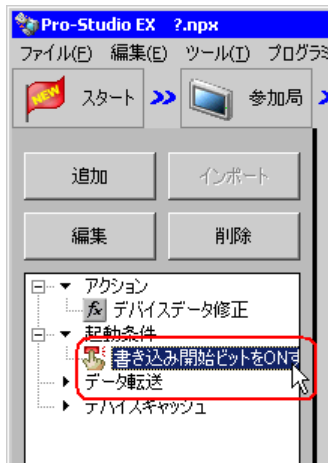 Pro-Studio EX ?.npx
ファイル(F) 編集(E) ツール(T) プログラミ
スタート >> 参加局
追加 インポート
編集 削除
アクション
fx デバイスデータ修正
起動条件
書き込み開始ビットをONす
データ転送
デバイスキャッシュ